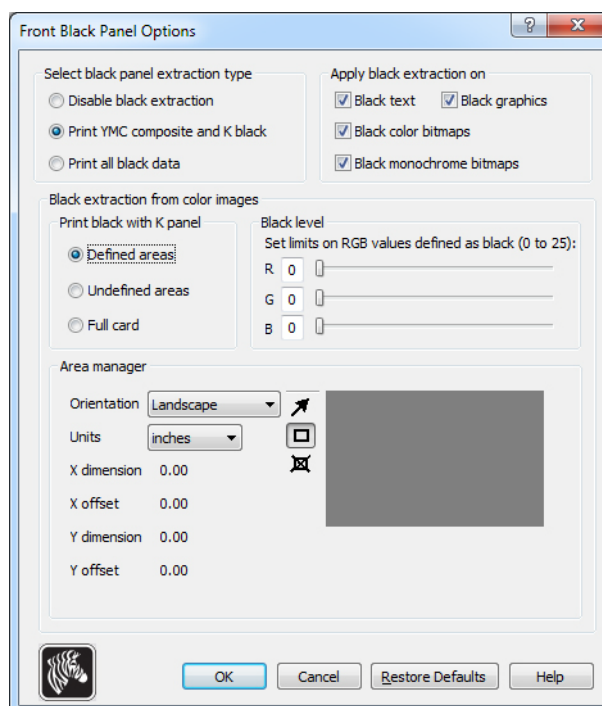 Front Black Panel Options
Select black panel extraction type
Disable black extraction
Print YMC composite and K black
Print all black data
Apply black extraction on
Black text
Black graphics
Black color bitmaps
Black monochrome bitmaps
Black extraction from color images
Print black with K panel
Defined areas
Undefined areas
Full card
Black level
Set limits on RGB values defined as black (0 to 25):
R 0
G 0
B 0
Area manager
Orientation Landscape
Units inches
X dimension 0.00
X offset 0.00
Y dimension 0.00
Y offset 0.00
OK
Cancel
Restore Defaults
Help